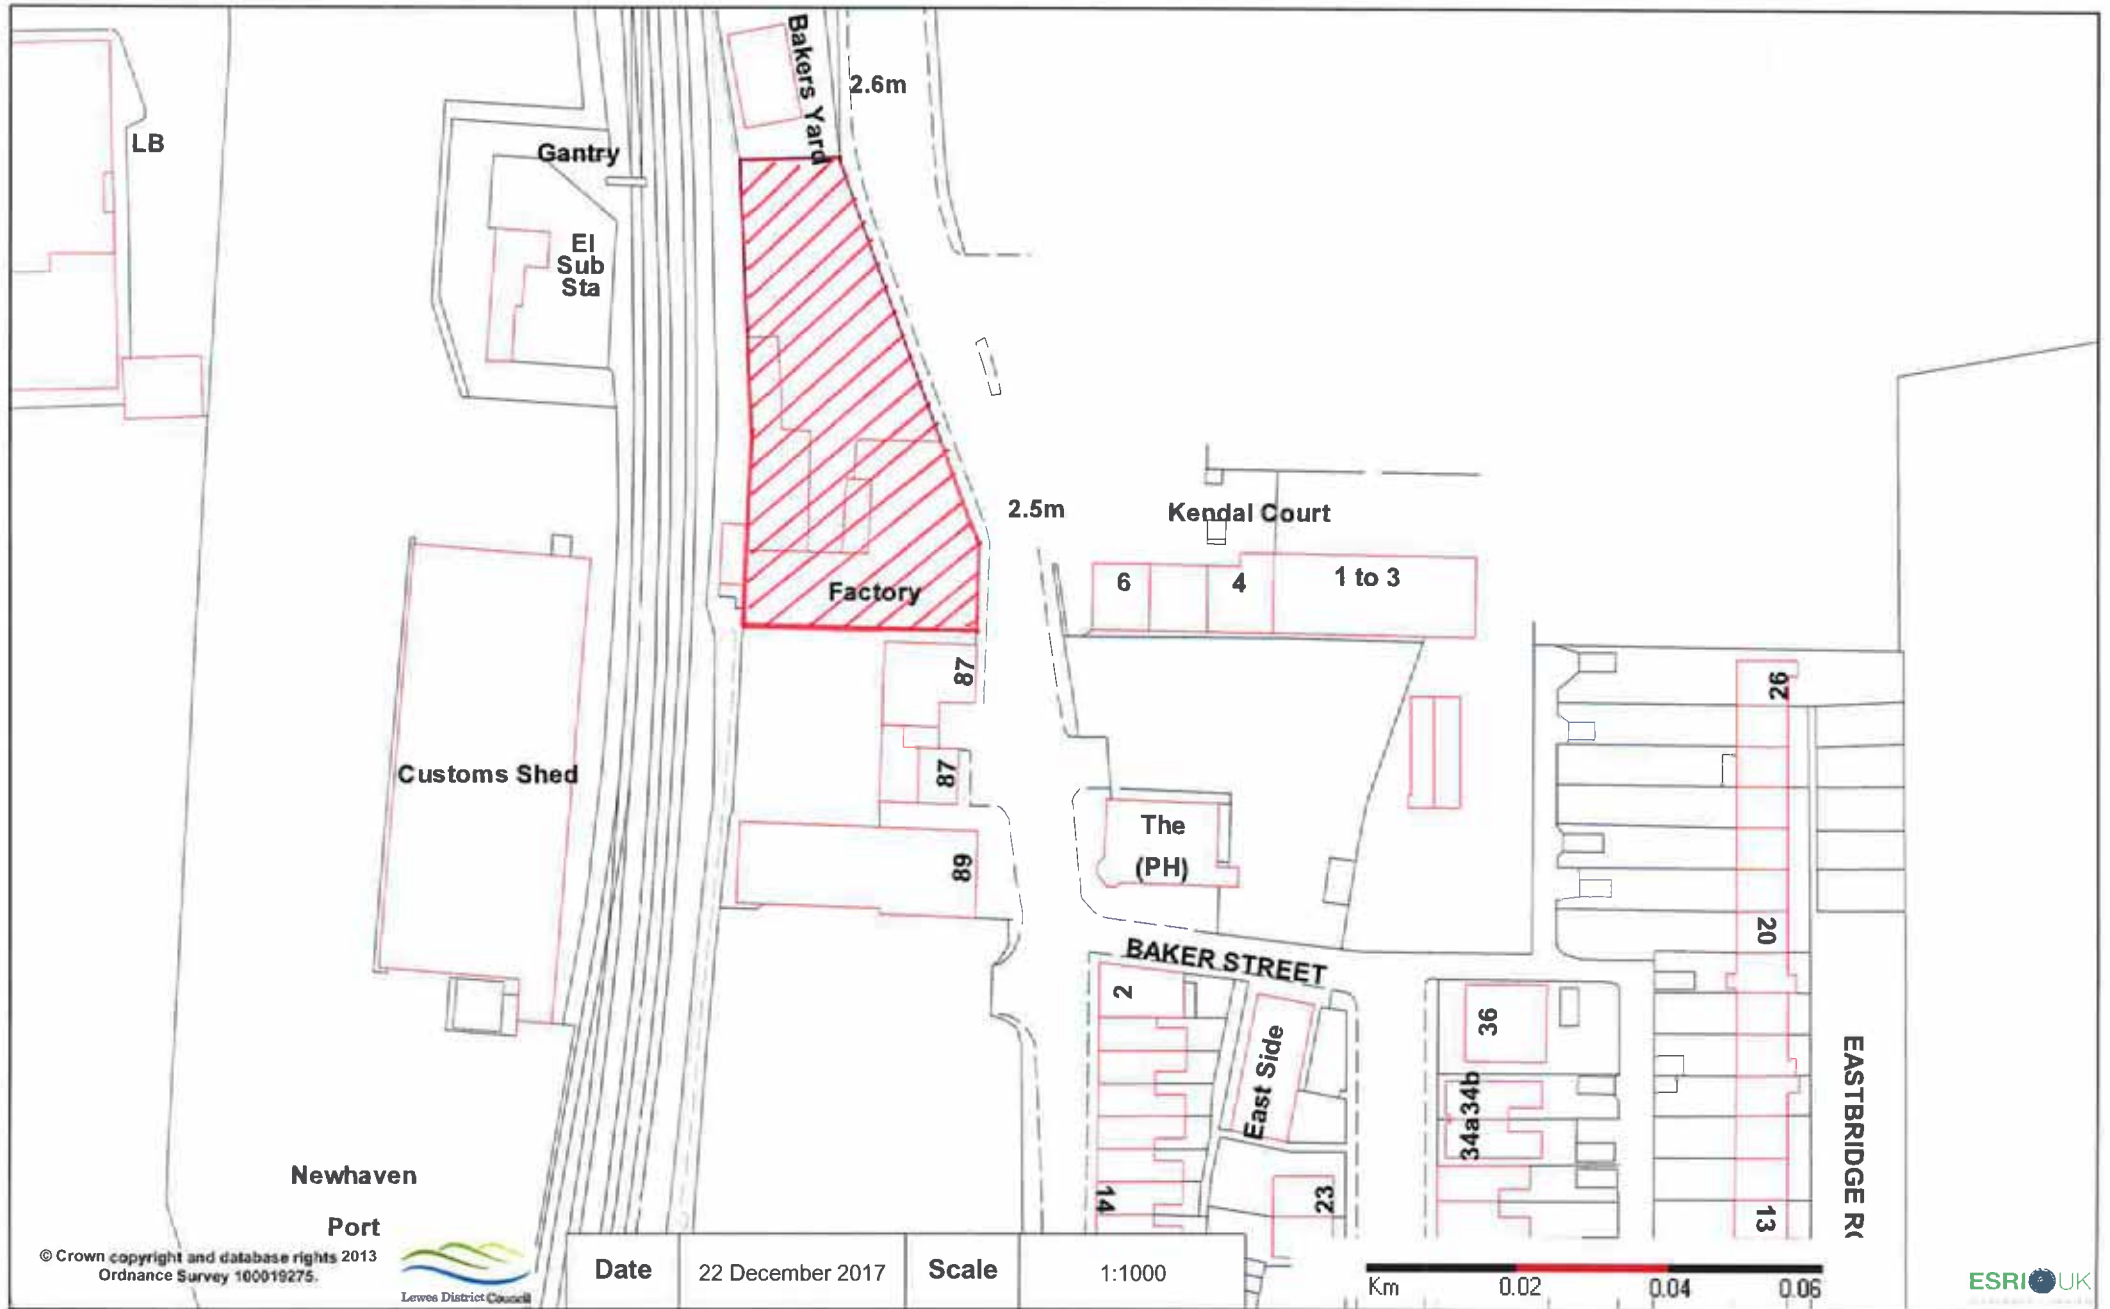 Bakers Yard
2.6m
LB
Gantry
El
Sub
Sta
2.5m
Kendal Court
6
4
1 to 3
Factory
87
26
Customs Shed
87
The
(PH)
89
20
BAKER STREET
2
36
East Side
34a34b
EASTBRIDGE R
Newhaven
Port
14
23
13
© Crown copyright and database rights 2013
Ordnance Survey 100019275.
Lewes District Council
Date
22 December 2017
Scale
1:1000
Km
0.02
0.04
0.06
ESRI UK